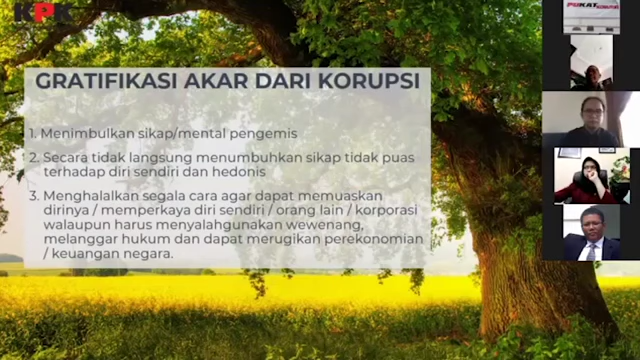 KPK
GRATIFIKASI AKAR DARI KORUPSI
1. Menimbulkan sikap/mental pengemis
2. Secara tidak langsung menumbuhkan sikap tidak puas
terhadap diri sendiri dan hedonis
3. Menghalalkan segala cara agar dapat memuaskan
dirinya / memperkaya diri sendiri / orang lain / korporasi
walaupun harus menyalahgunakan wewenang,
melanggar hukum dan dapat merugikan perekonomian
/ keuangan negara.